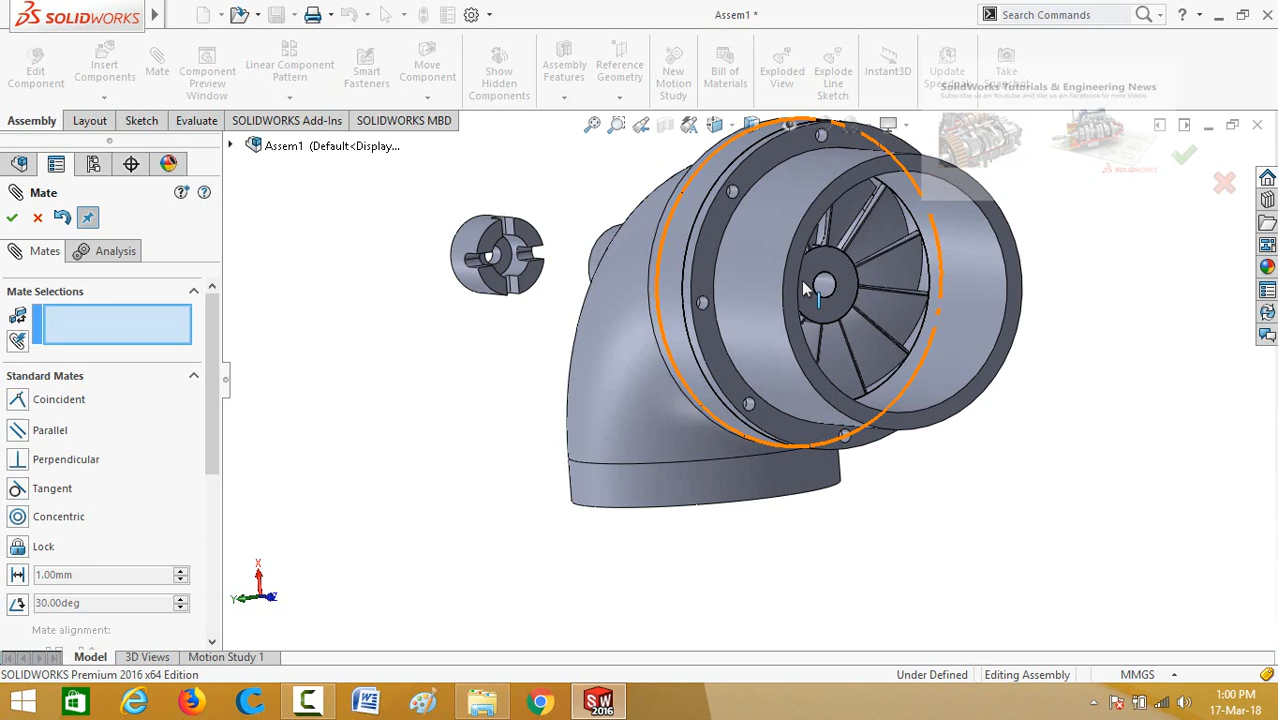 SOLIDWORKS
Assem1 *
Search Commands
Edit Component
Insert Components
Mate
Component Preview Window
Linear Component Pattern
Smart Fasteners
Move Component
Show Hidden Components
Assembly Features
Reference Geometry
New Motion Study
Bill of Materials
Exploded View
Explode Line Sketch
Instant3D
Update
Take
SolidWorks Tutorials & Engineering News
Subscribe us on Youtube and like us on Facebook for more Videos
Assembly
Layout
Sketch
Evaluate
SOLIDWORKS Add-Ins
SOLIDWORKS MBD
Assem1 (Default<Display...
Mate
Mates
Analysis
Mate Selections
Standard Mates
Coincident
Parallel
Perpendicular
Tangent
Concentric
Lock
1.00mm
30.00deg
Mate alignment:
X
Y
Z
Model
3D Views
Motion Study 1
SOLIDWORKS Premium 2016 x64 Edition
Under Defined
Editing Assembly
MMGS
SW
2016
1:00 PM
17-Mar-18